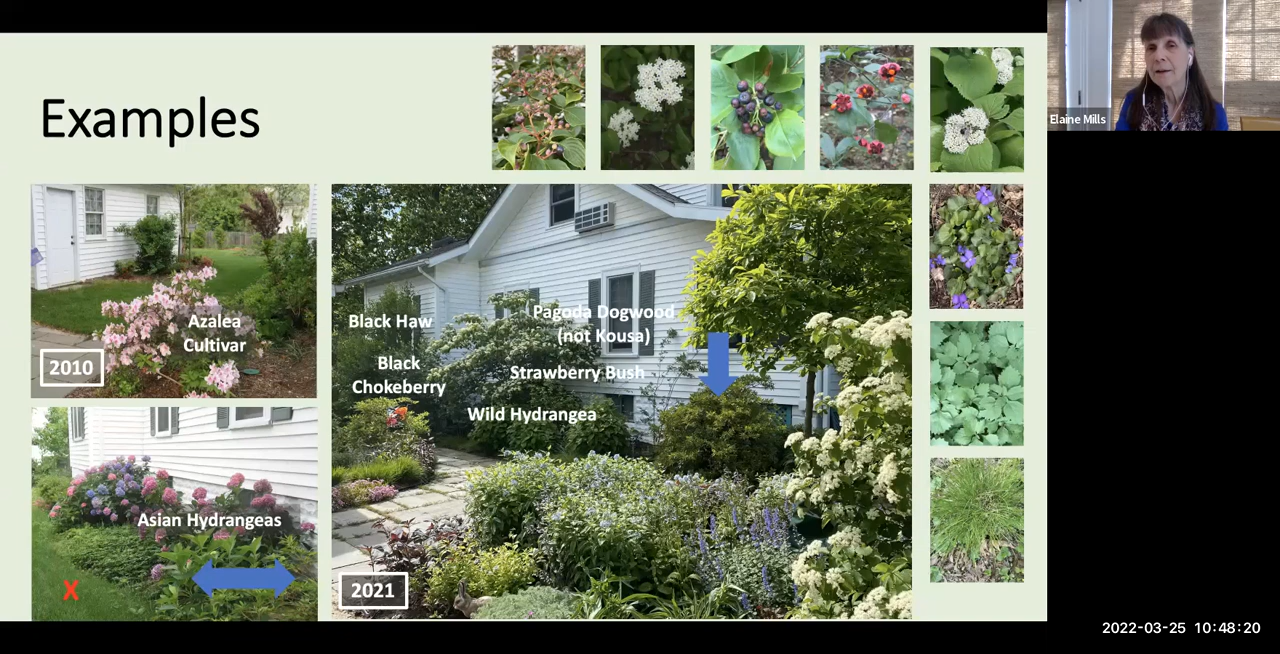 Examples
Elaine Mills
Azalea
Cultivar
2010
Asian Hydrangeas
X
Black Haw
Black
Chokeberry
Pagoda Dogwood
(not Kousa)
Strawberry Bush
Wild Hydrangea
2021
2022-03-25 10:48:20